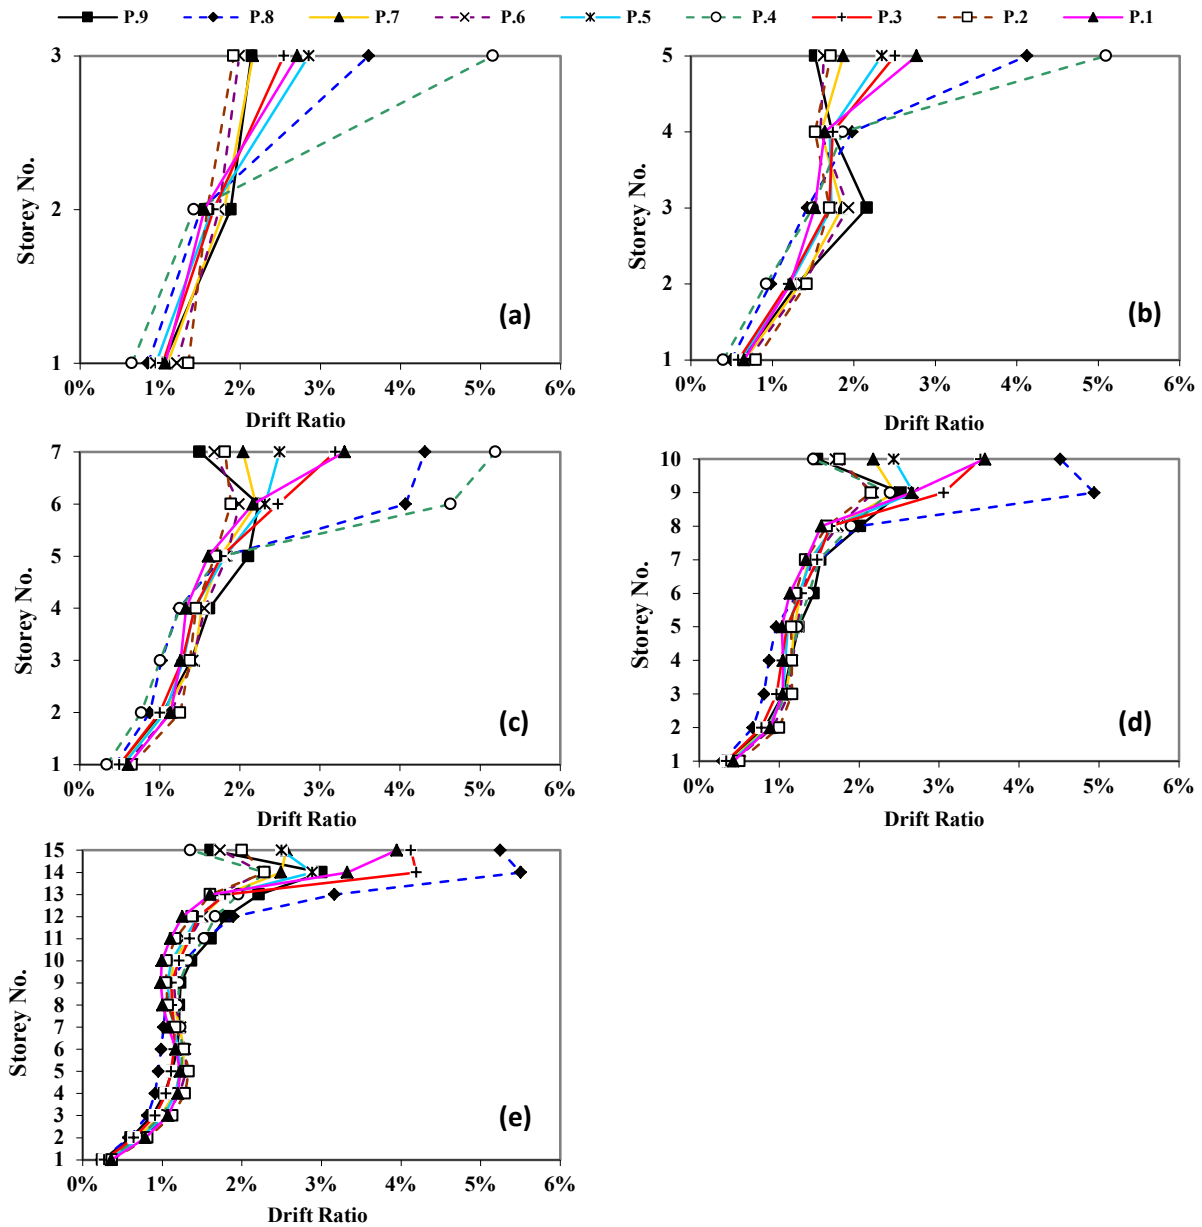 P.9 P.8 P.7 P.6 P.5 P.4 P.3 P.2 P.1
3
2
1
Storey No.
0% 1% 2% 3% 4% 5% 6%
Drift Ratio
(a)
5
4
3
2
1
Storey No.
0% 1% 2% 3% 4% 5% 6%
Drift Ratio
(b)
7
6
5
4
3
2
1
Storey No.
0% 1% 2% 3% 4% 5% 6%
Drift Ratio
(c)
10
9
8
7
6
5
4
3
2
1
Storey No.
0% 1% 2% 3% 4% 5% 6%
Drift Ratio
(d)
15
14
13
12
11
10
9
8
7
6
5
4
3
2
1
Storey No.
0% 1% 2% 3% 4% 5% 6%
Drift Ratio
(e)